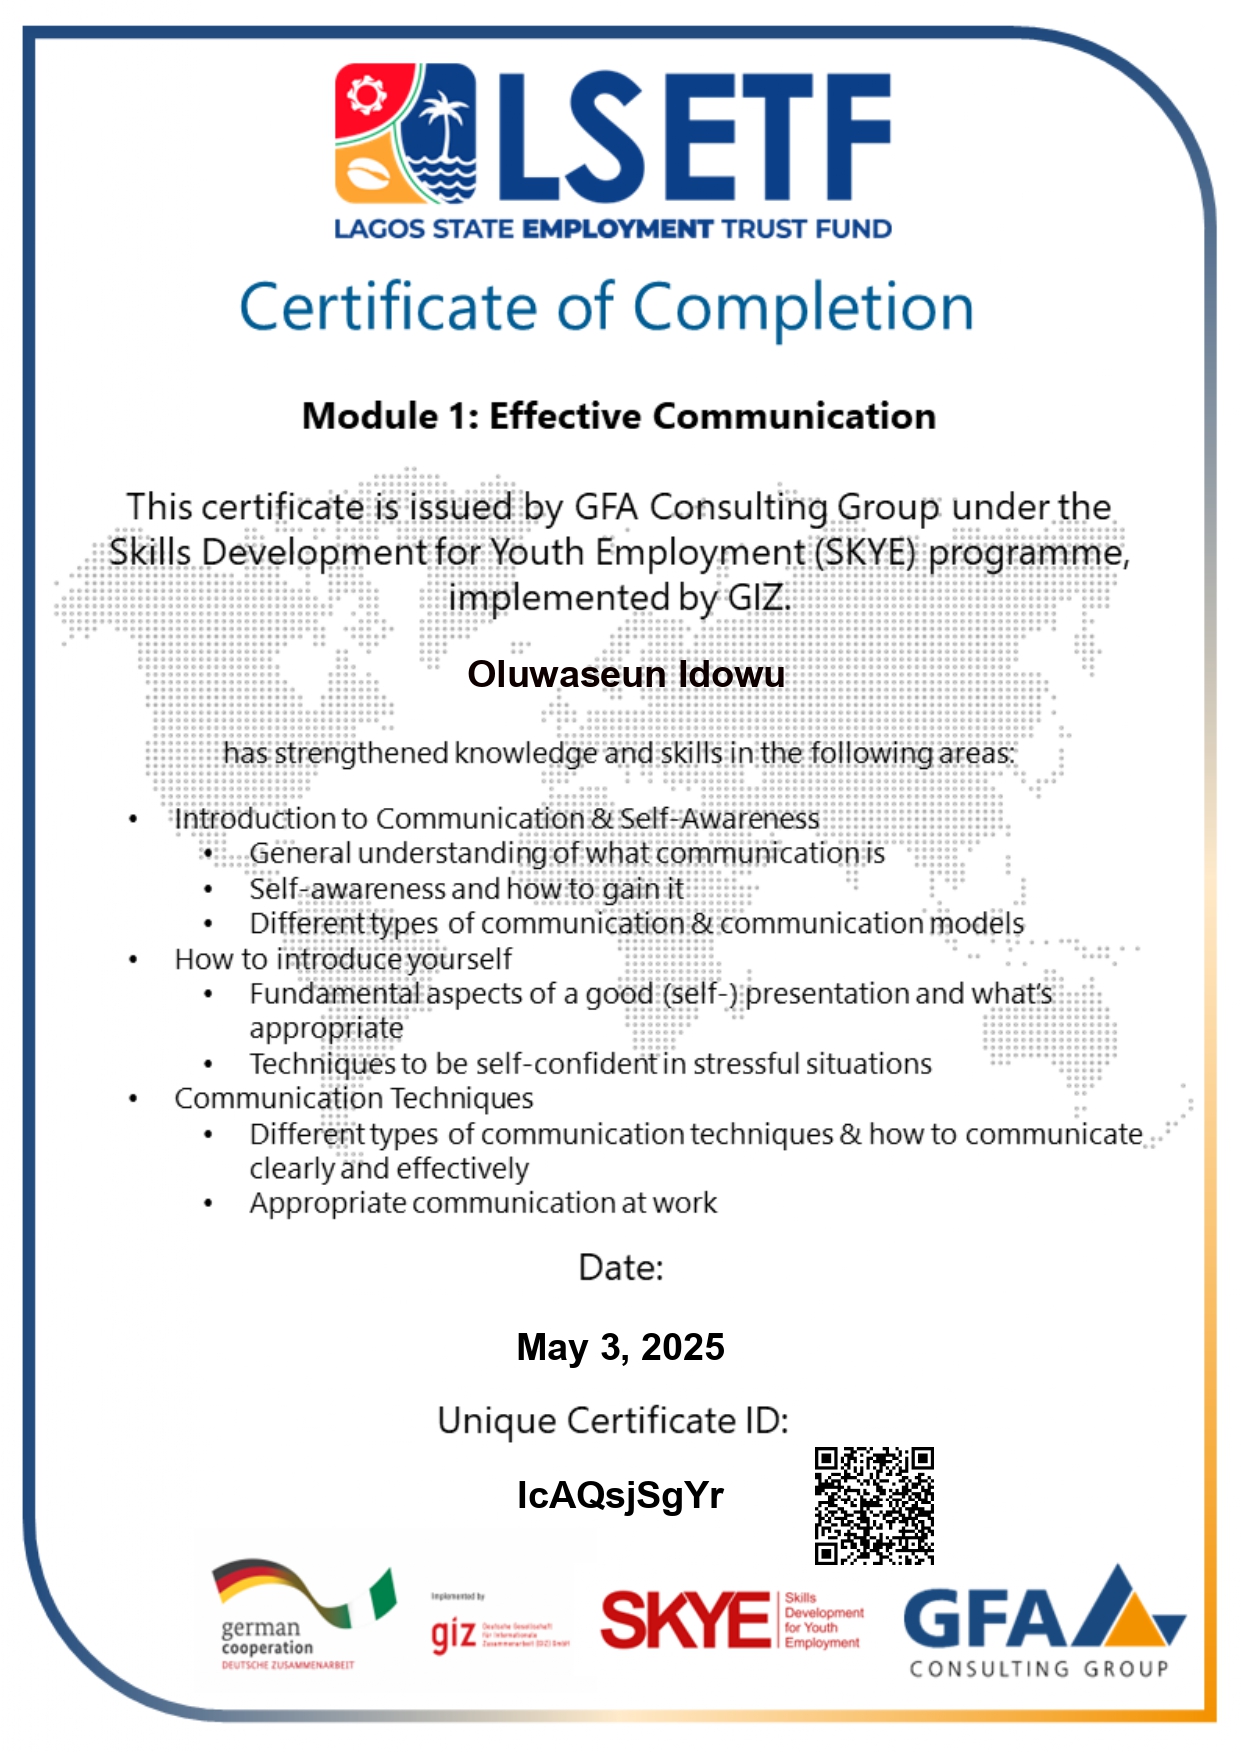 LSETF
LAGOS STATE EMPLOYMENT TRUST FUND
Certificate of Completion
Module 1: Effective Communication
This certificate is issued by GFA Consulting Group under the
Skills Development for Youth Employment (SKYE) programme,
implemented by GIZ.
Oluwaseun Idowu
has strengthened knowledge and skills in the following areas:
• Introduction to Communication & Self-Awareness
• General understanding of what communication is
• Self-awareness and how to gain it
• Different types of communication & communication models
• How to introduce yourself
• Fundamental aspects of a good (self-) presentation and what's
appropriate
• Techniques to be self-confident in stressful situations
• Communication Techniques
• Different types of communication techniques & how to communicate
clearly and effectively
• Appropriate communication at work
Date:
May 3, 2025
Unique Certificate ID:
IcAQsjSgYr
german
cooperation
DEUTSCHE ZUSAMMENARBEIT
Implemented by
giz
Deutsche Gesellschaft
für Internationale
Zusammenarbeit (GIZ) GmbH
SKYE
Skills
Development
for Youth
Employment
GFA
CONSULTING GROUP